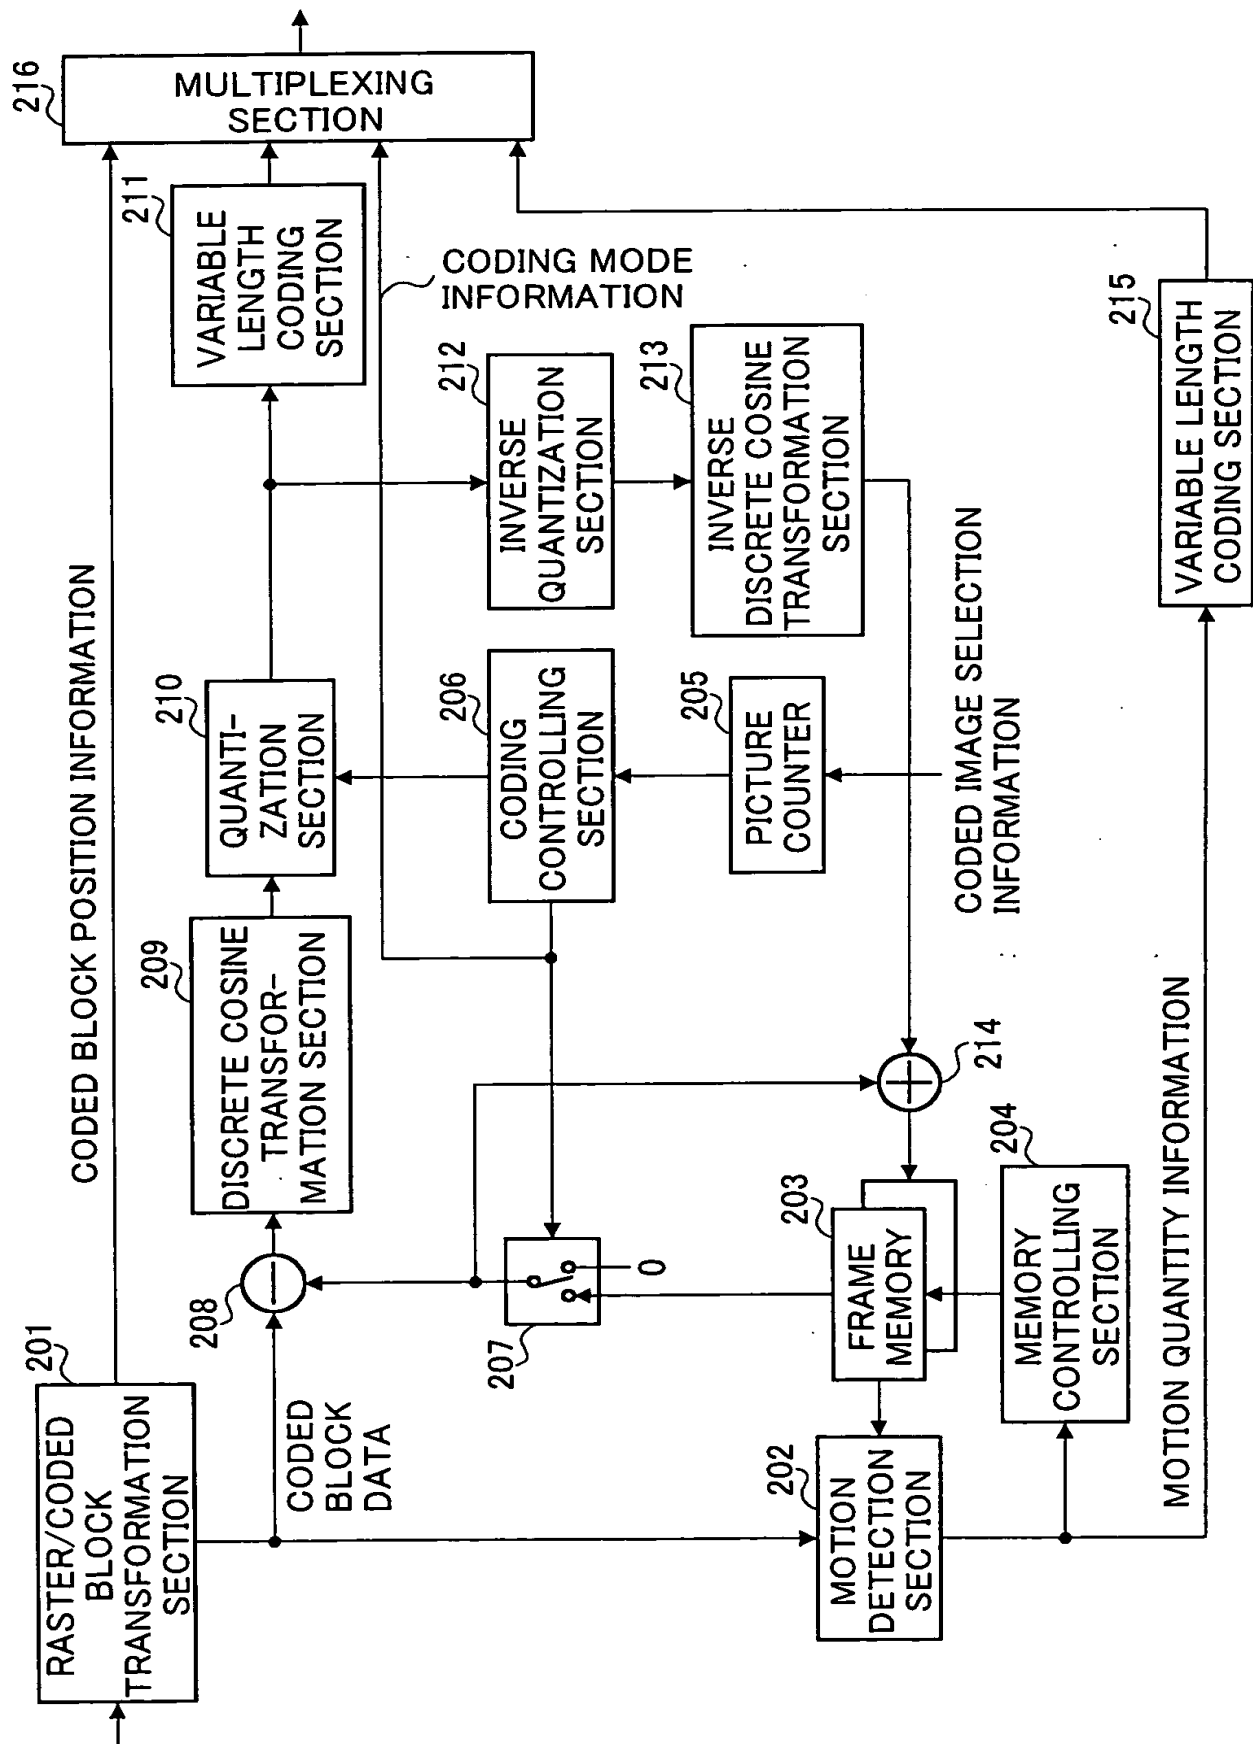 201
RASTER/CODED
BLOCK
TRANSFORMATION
SECTION
CODED BLOCK POSITION INFORMATION
216
MULTIPLEXING
SECTION
CODED
BLOCK
DATA
208
209
DISCRETE COSINE
TRANSFOR-
MATION SECTION
210
QUANTI-
ZATION
SECTION
211
VARIABLE
LENGTH
CODING
SECTION
CODING MODE
INFORMATION
207
0
206
CODING
CONTROLLING
SECTION
212
INVERSE
QUANTIZATION
SECTION
205
PICTURE
COUNTER
213
INVERSE
DISCRETE COSINE
TRANSFORMATION
SECTION
202
MOTION
DETECTION
SECTION
203
FRAME
MEMORY
214
CODED IMAGE SELECTION
INFORMATION
204
MEMORY
CONTROLLING
SECTION
MOTION QUANTITY INFORMATION
215
VARIABLE LENGTH
CODING SECTION